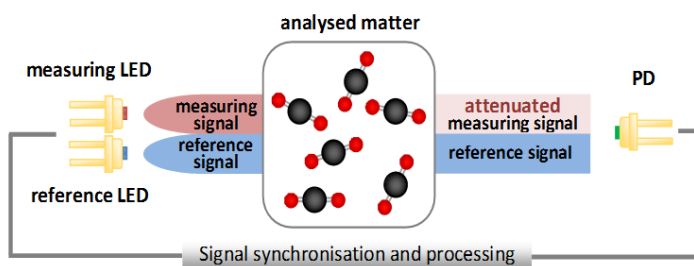 analysed matter
measuring LED
PD
measuring
signal
attenuated
measuring signal
reference
signal
reference signal
reference LED
Signal synchronisation and processing